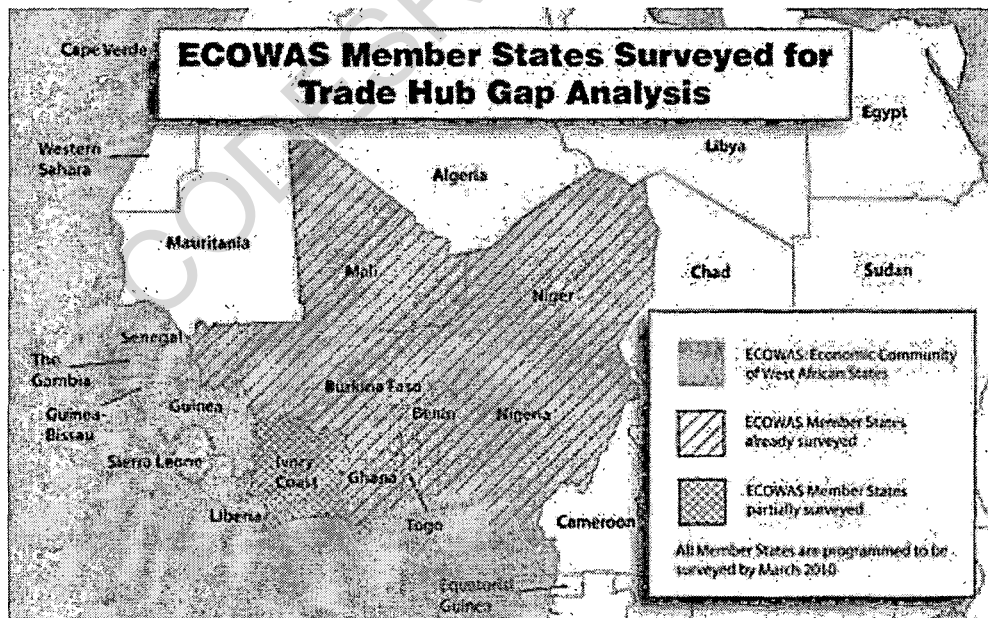 Cape Verde
ECOWAS Member States Surveyed for
Trade Hub Gap Analysis
Egypt
Western
Sahara
Algeria
Libya
Mauritania
Mali
Niger
Chad
Sudan
Senegal
The
Gambia
Guinea-
Bissau
Guinea
Burkina Faso
Benin
Nigeria
Sierra Leone
Ivory
Coast
Ghana
Liberia
Togo
Cameroon
Equatorial
Guinea
ECOWAS: Economic Community
of West African States
ECOWAS Member States
already surveyed
ECOWAS Member States
partially surveyed
All Member States are programmed to be
surveyed by March 2010